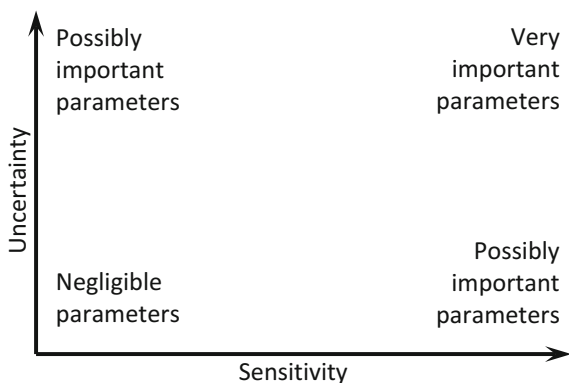 Possibly
important
parameters
Very
important
parameters
Uncertainty
Negligible
parameters
Possibly
important
parameters
Sensitivity